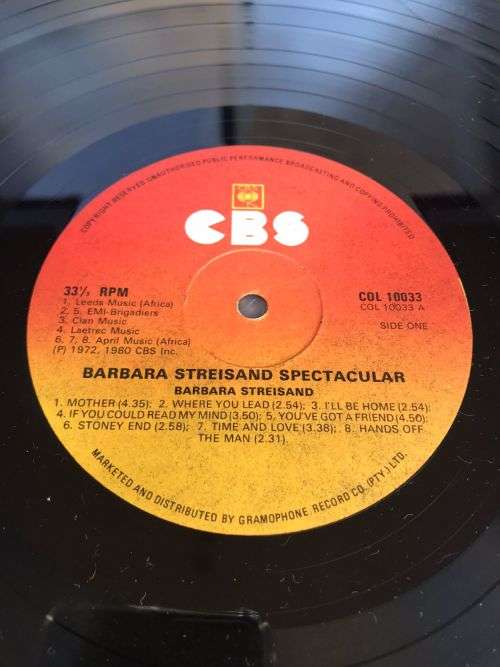 COPYRIGHT RESERVED UNAUTHORISED PUBLIC PERFORMANCE BROADCASTING AND COPYING PROHIBITED
CBS
33⅓ RPM
1. Leeds Music (Africa)
2. 5. EMI-Brigadiers
3. Clan Music
4. Laetrec Music
6. 7, 8. April Music (Africa)
(P) 1972, 1980 CBS Inc.
COL 10033
COL 10033 A
SIDE ONE
BARBARA STREISAND SPECTACULAR
BARBARA STREISAND
1. MOTHER (4.35); 2. WHERE YOU LEAD (2.54); 3. I'LL BE HOME (2.54);
4. IF YOU COULD READ MY MIND (3.50); 5. YOU'VE GOT A FRIEND (4.50);
6. STONEY END (2.58); 7. TIME AND LOVE (3.38); 8. HANDS OFF
THE MAN (2.31).
MARKETED AND DISTRIBUTED BY GRAMOPHONE RECORD CO. (PTY.) LTD.